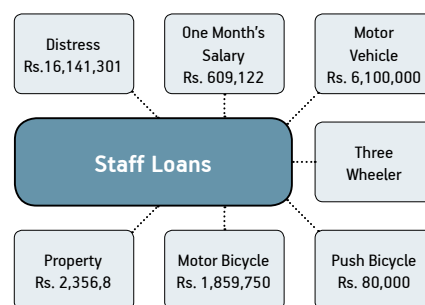 Distress
Rs.16,141,301
One Month's
Salary
Rs. 609,122
Motor
Vehicle
Rs. 6,100,000
Staff Loans
Three
Wheeler
Property
Rs. 2,356,8
Motor Bicycle
Rs. 1,859,750
Push Bicycle
Rs. 80,000